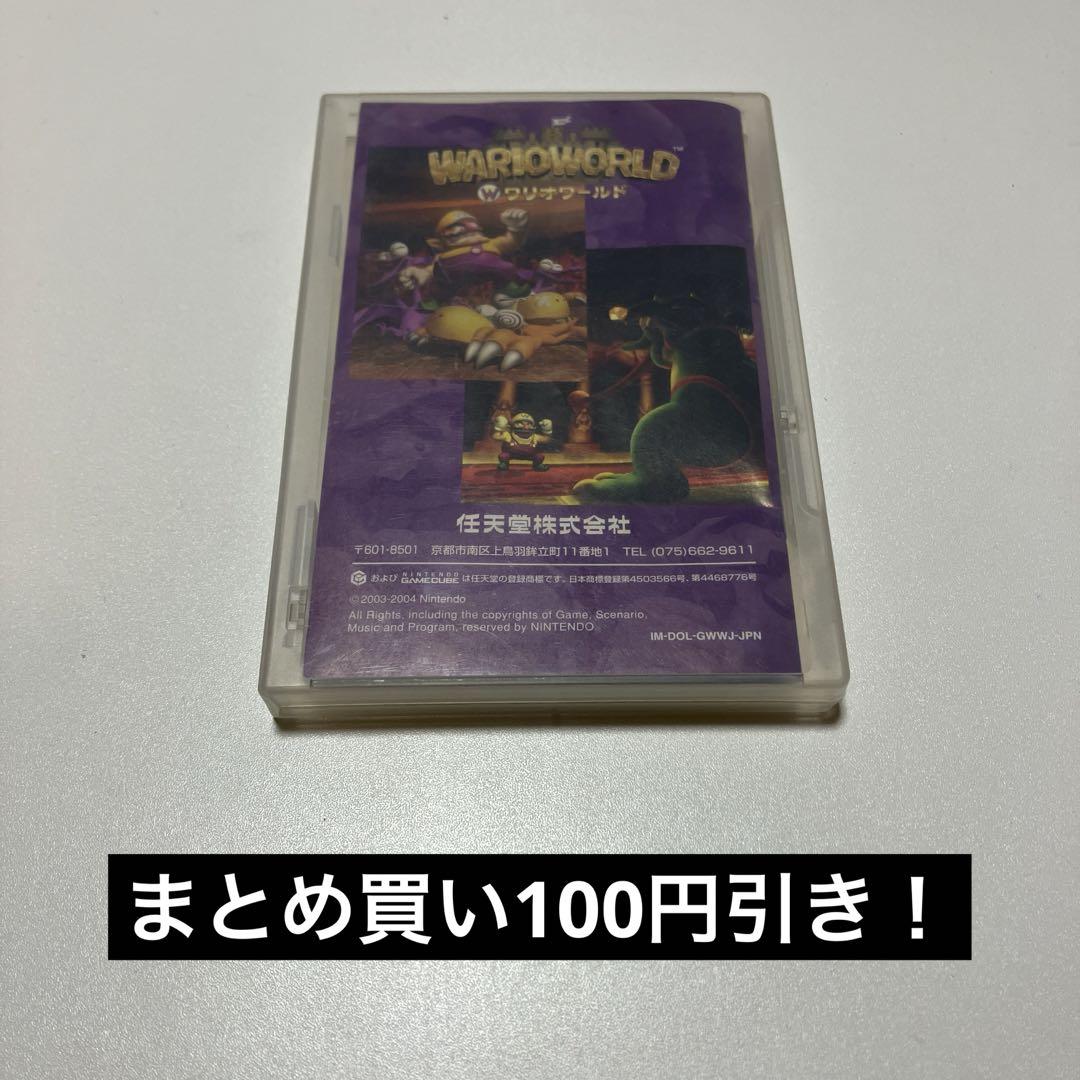 WARIOWORLD™
W ワリオワールド
任天堂株式会社
〒601-8501 京都市南区上鳥羽鉾立町11番地1 TEL (075)662-9611
および NINTENDO GAMECUBE は任天堂の登録商標です。日本商標登録第4503566号、第4468776号
©2003-2004 Nintendo
All Rights, including the copyrights of Game, Scenario,
Music and Program, reserved by NINTENDO.
IM-DOL-GWWJ-JPN
まとめ買い100円引き！